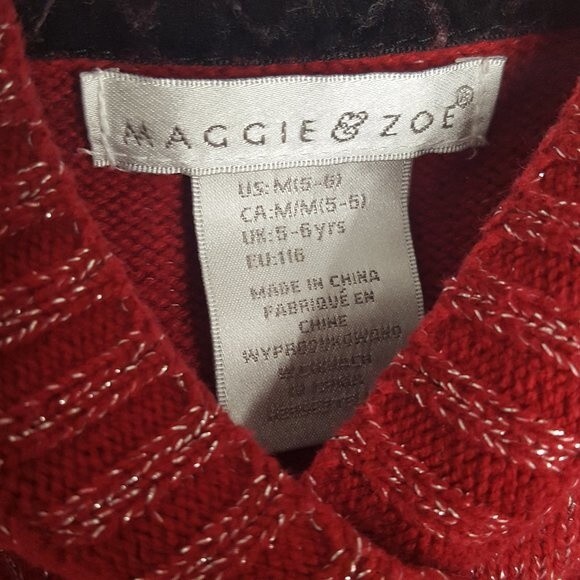 MAGGIE & ZOE®
US:M(5-6)
CA:M/M(5-6)
UK:5-6yrs
EU:116
MADE IN CHINA
FABRIQUÉ EN
CHINE
WYPRODUKOWANO